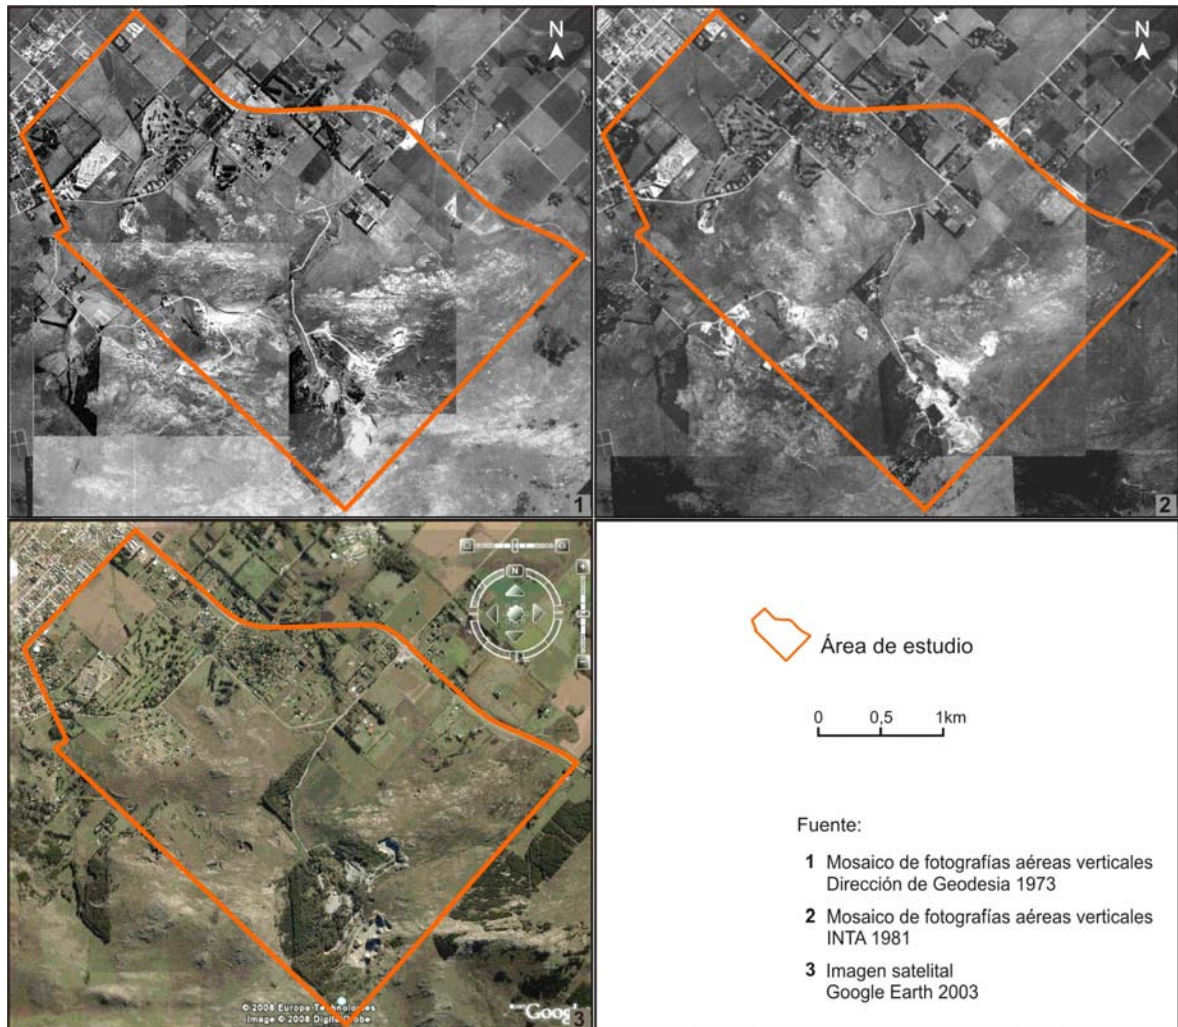 N
1
N
2
N
© 2008 Europa Technologies
Image © 2008 DigitalGlobe
Goog
3
Área de estudio
0 0,5 1km
Fuente:
1 Mosaico de fotografías aéreas verticales
Dirección de Geodesia 1973
2 Mosaico de fotografías aéreas verticales
INTA 1981
3 Imagen satelital
Google Earth 2003